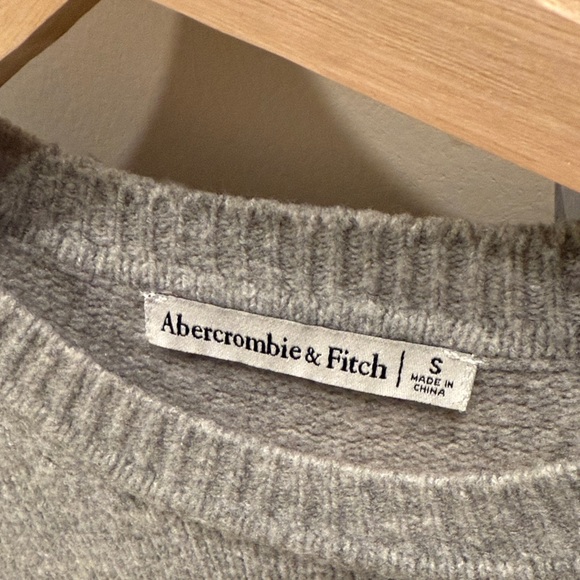 Abercrombie & Fitch | S
MADE IN
CHINA